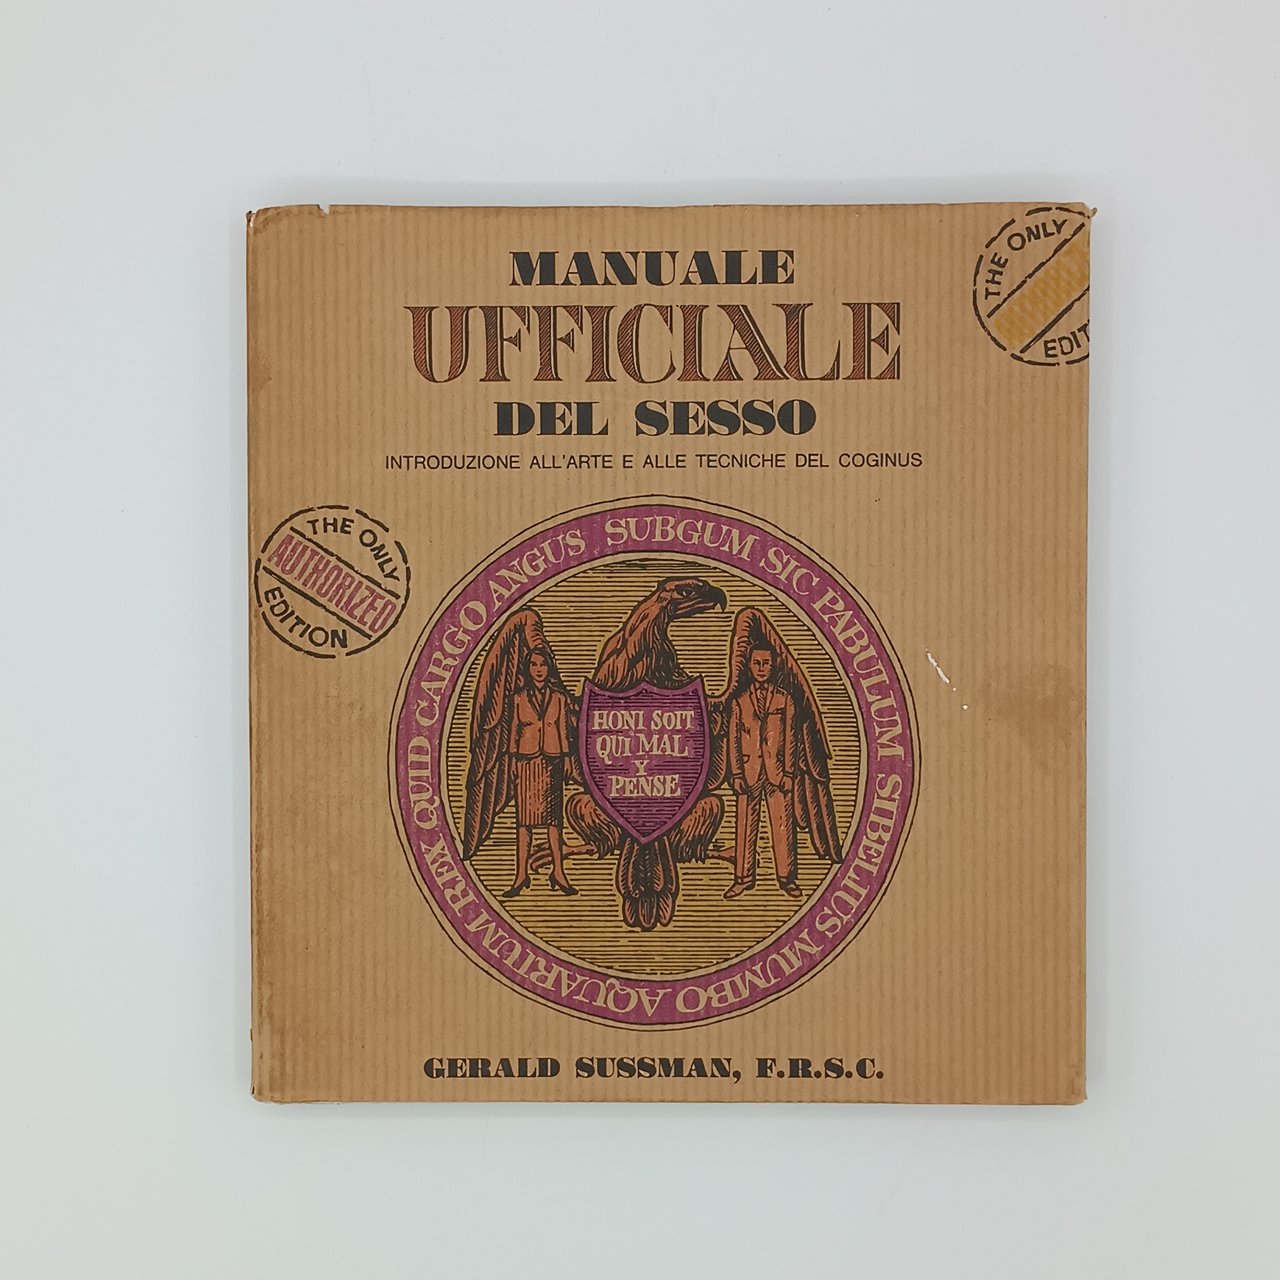 MANUALE
UFFICIALE
DEL SESSO
INTRODUZIONE ALL'ARTE E ALLE TECNICHE DEL COGINUS
THE ONLY
EDIT
THE ONLY
AUTHORIZED
EDITION
REX QUID CARGO ANGUS SUBGUM SIC PABULUM SIBELIUS MUMBO AQUARIUM
HONI SOIT
QUI MAL
Y
PENSE
GERALD SUSSMAN, F.R.S.C.